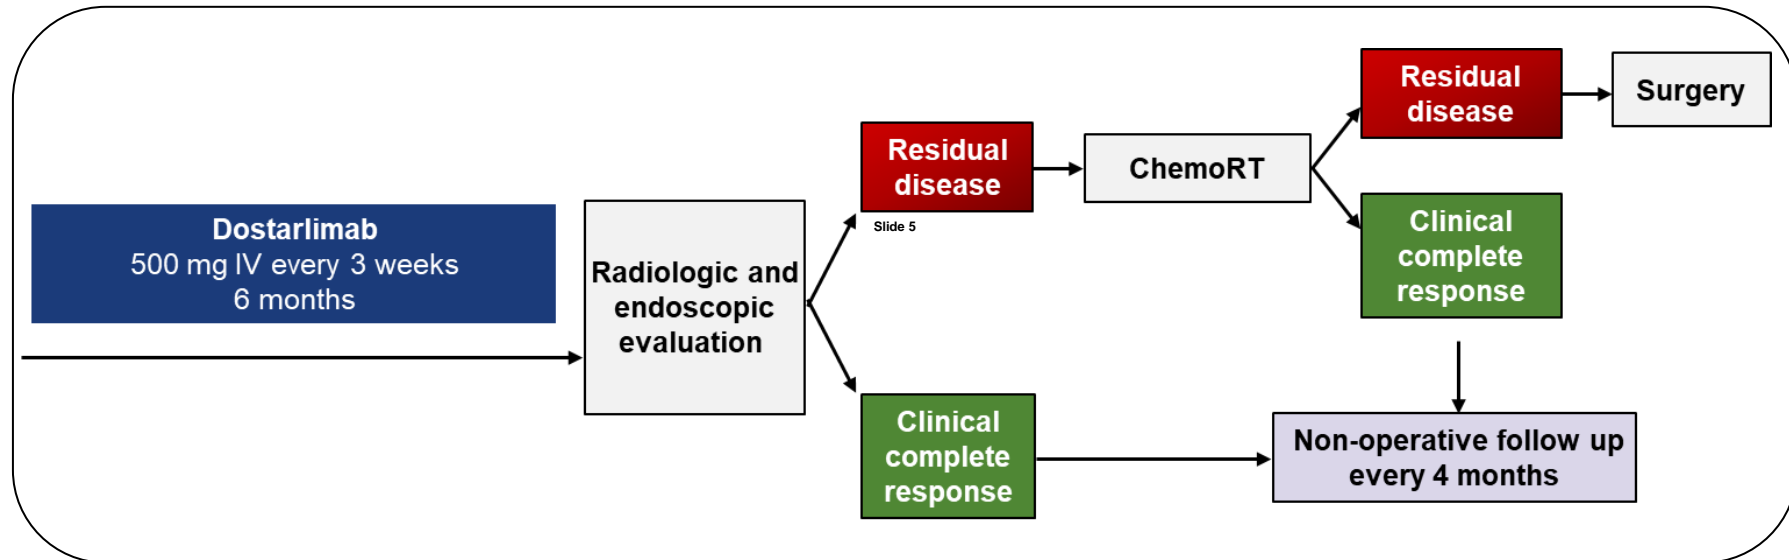 Dostarlimab
500 mg IV every 3 weeks
6 months
Radiologic and
endoscopic
evaluation
Residual
disease
Slide 5
ChemoRT
Residual
disease
Surgery
Clinical
complete
response
Clinical
complete
response
Non-operative follow up
every 4 months